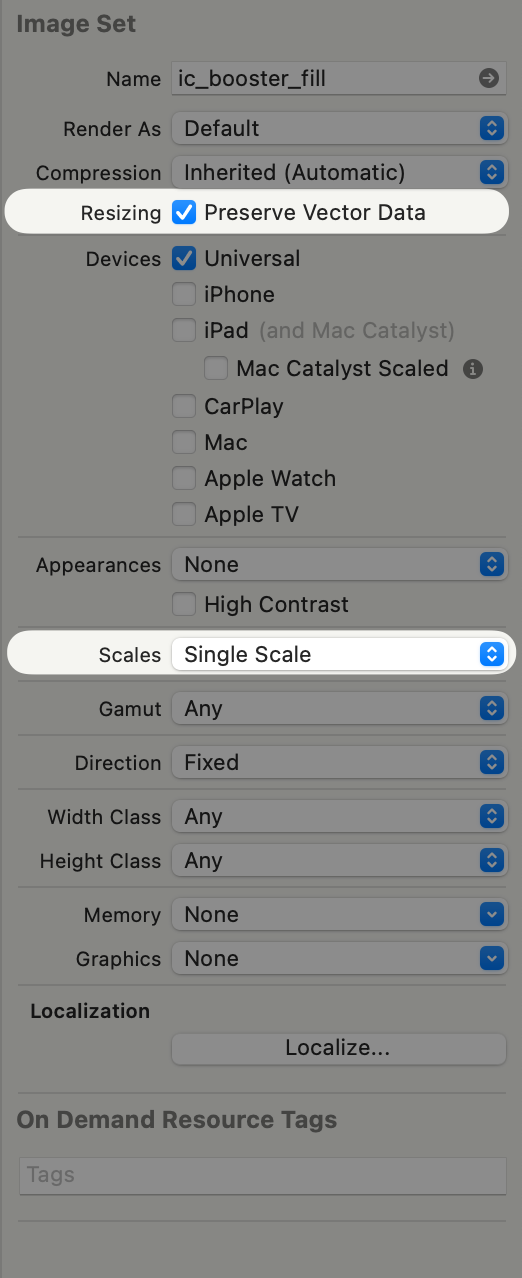 Image Set
Name ic_booster_fill
Render As Default
Compression Inherited (Automatic)
Resizing Preserve Vector Data
Devices Universal
iPhone
iPad (and Mac Catalyst)
Mac Catalyst Scaled
CarPlay
Mac
Apple Watch
Apple TV
Appearances None
High Contrast
Scales Single Scale
Gamut Any
Direction Fixed
Width Class Any
Height Class Any
Memory None
Graphics None
Localization
Localize...
On Demand Resource Tags
Tags